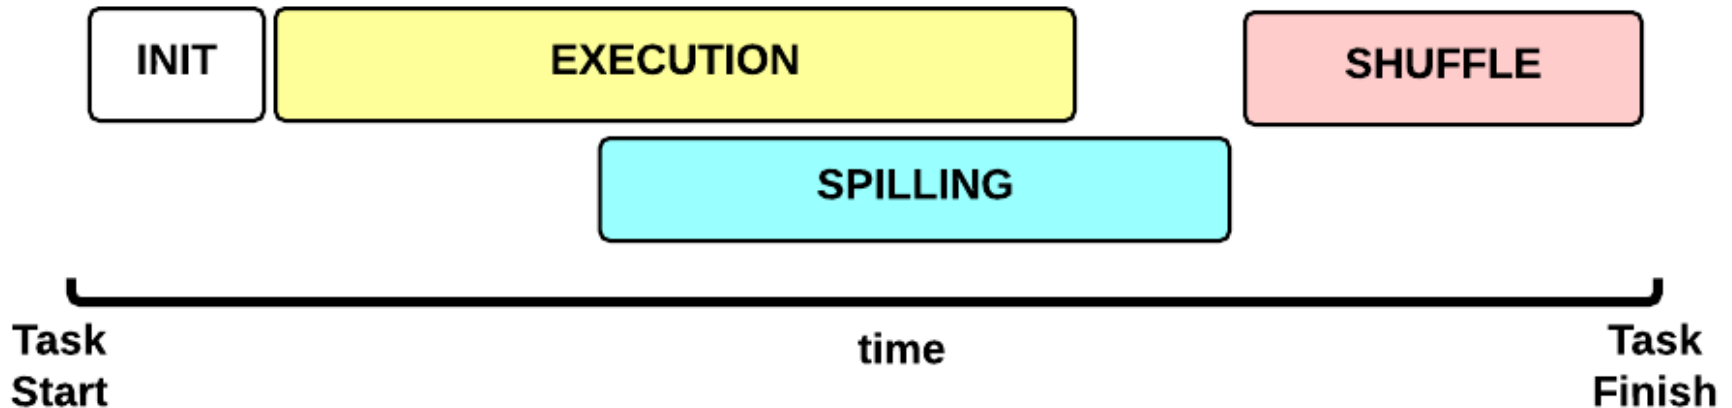 INIT
EXECUTION
SHUFFLE
SPILLING
Task
Start
time
Task
Finish